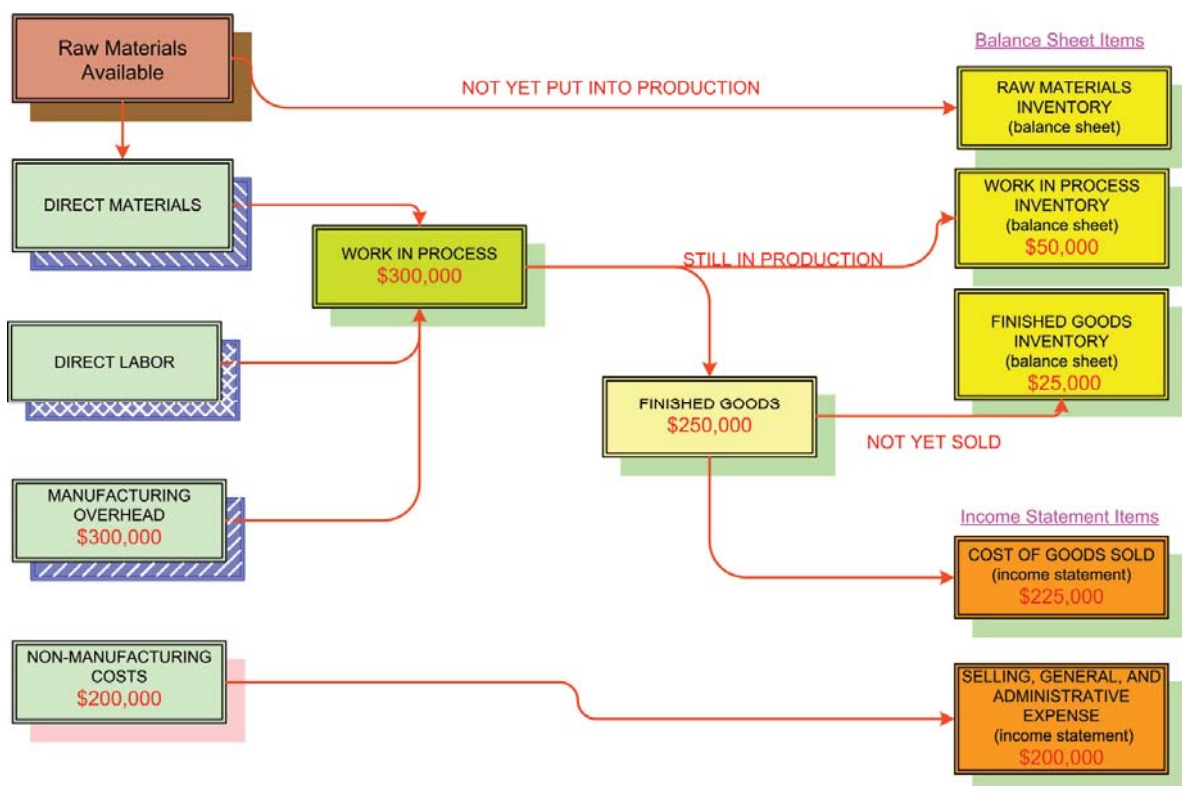 Raw Materials
Available
NOT YET PUT INTO PRODUCTION
Balance Sheet Items
RAW MATERIALS
INVENTORY
(balance sheet)
DIRECT MATERIALS
WORK IN PROCESS
$300,000
STILL IN PRODUCTION
WORK IN PROCESS
INVENTORY
(balance sheet)
$50,000
DIRECT LABOR
FINISHED GOODS
$250,000
NOT YET SOLD
FINISHED GOODS
INVENTORY
(balance sheet)
$25,000
MANUFACTURING
OVERHEAD
$300,000
Income Statement Items
COST OF GOODS SOLD
(income statement)
$225,000
NON-MANUFACTURING
COSTS
$200,000
SELLING, GENERAL, AND
ADMINISTRATIVE
EXPENSE
(income statement)
$200,000